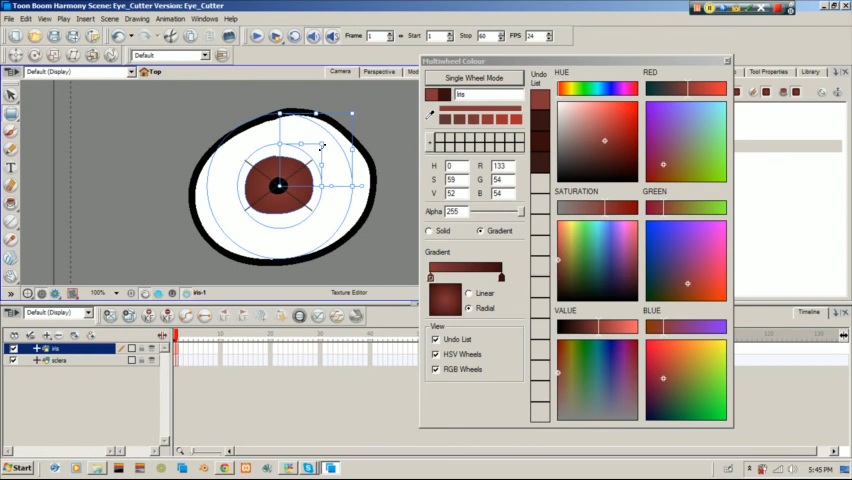 Toon Boom Harmony Scene: Eye_Cutter Version: Eye_Cutter
File Edit View Play Insert Scene Drawing Animation Windows Help
Frame 1 Start 1 Stop 60 FPS 24
Default
Default (Display) Top Camera Perspective Tool Properties Library
Multiwheel Colour
Single Wheel Mode
Iris
Undo List
HUE RED
H 0 R 133
S 59 G 54
V 52 B 54
Alpha 255
SATURATION GREEN
Solid Gradient
Gradient
Linear
Radial
VALUE BLUE
View
Undo List
HSV Wheels
RGB Wheels
100% iris-1 Texture Editor
Default (Display) Timeline
10 20 30 40 120 130
iris
sclera
Start 5:45 PM